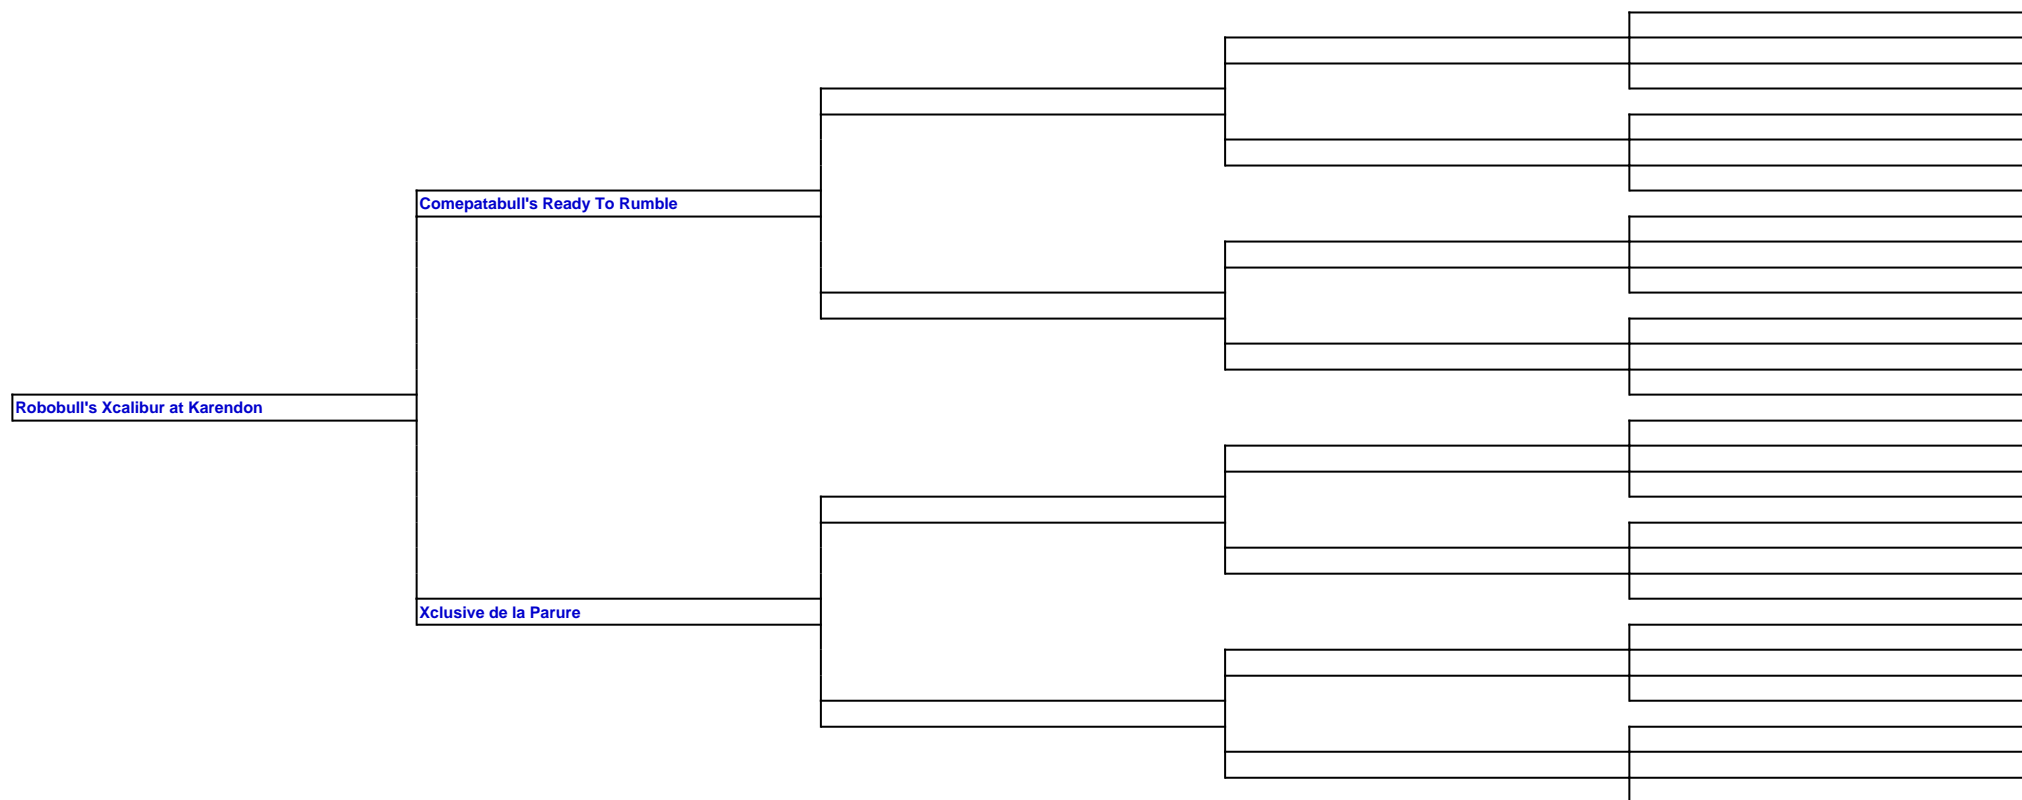 Comepatabull's Ready To Rumble
Robobull's Xcalibur at Karendon
Xclusive de la Parure